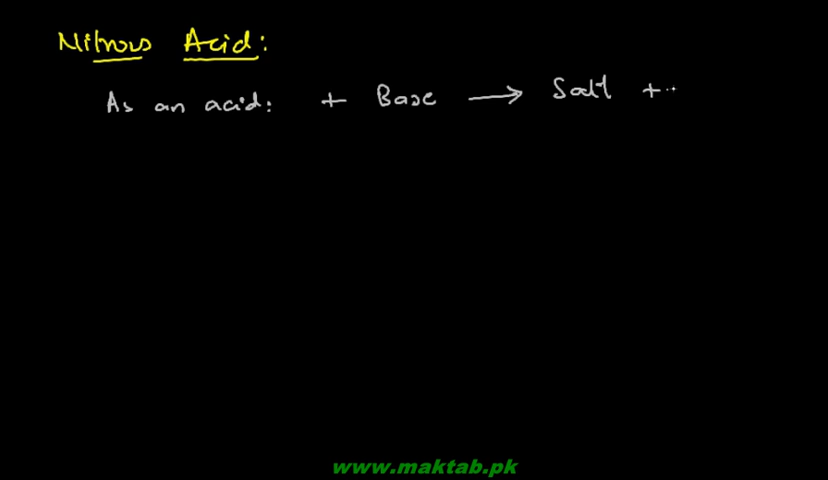 Nitrous Acid:
As an acid: + Base → Salt +
www.maktab.pk